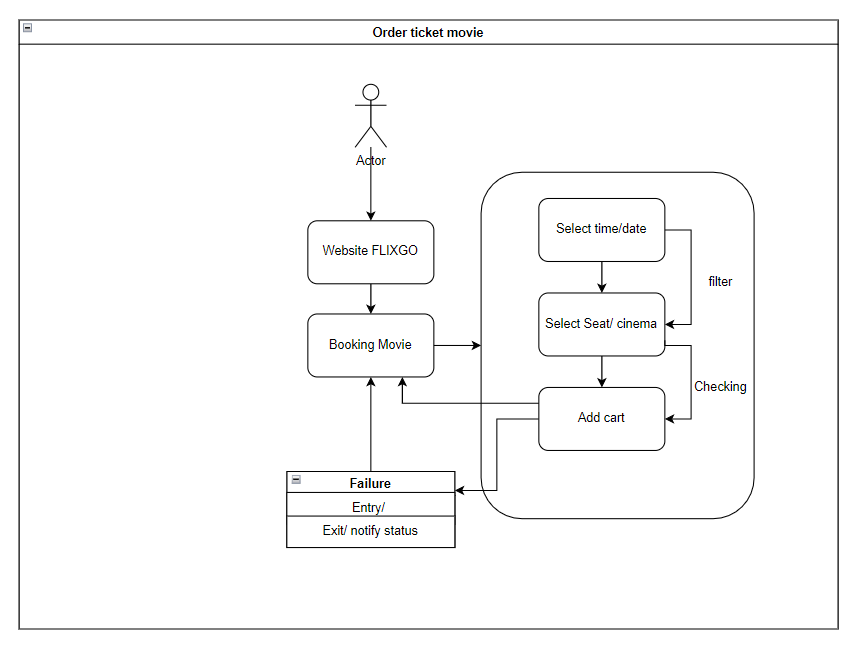 Order ticket movie
Actor
Website FLIXGO
Booking Movie
Select time/date
filter
Select Seat/ cinema
Checking
Add cart
Failure
Entry/
Exit/ notify status